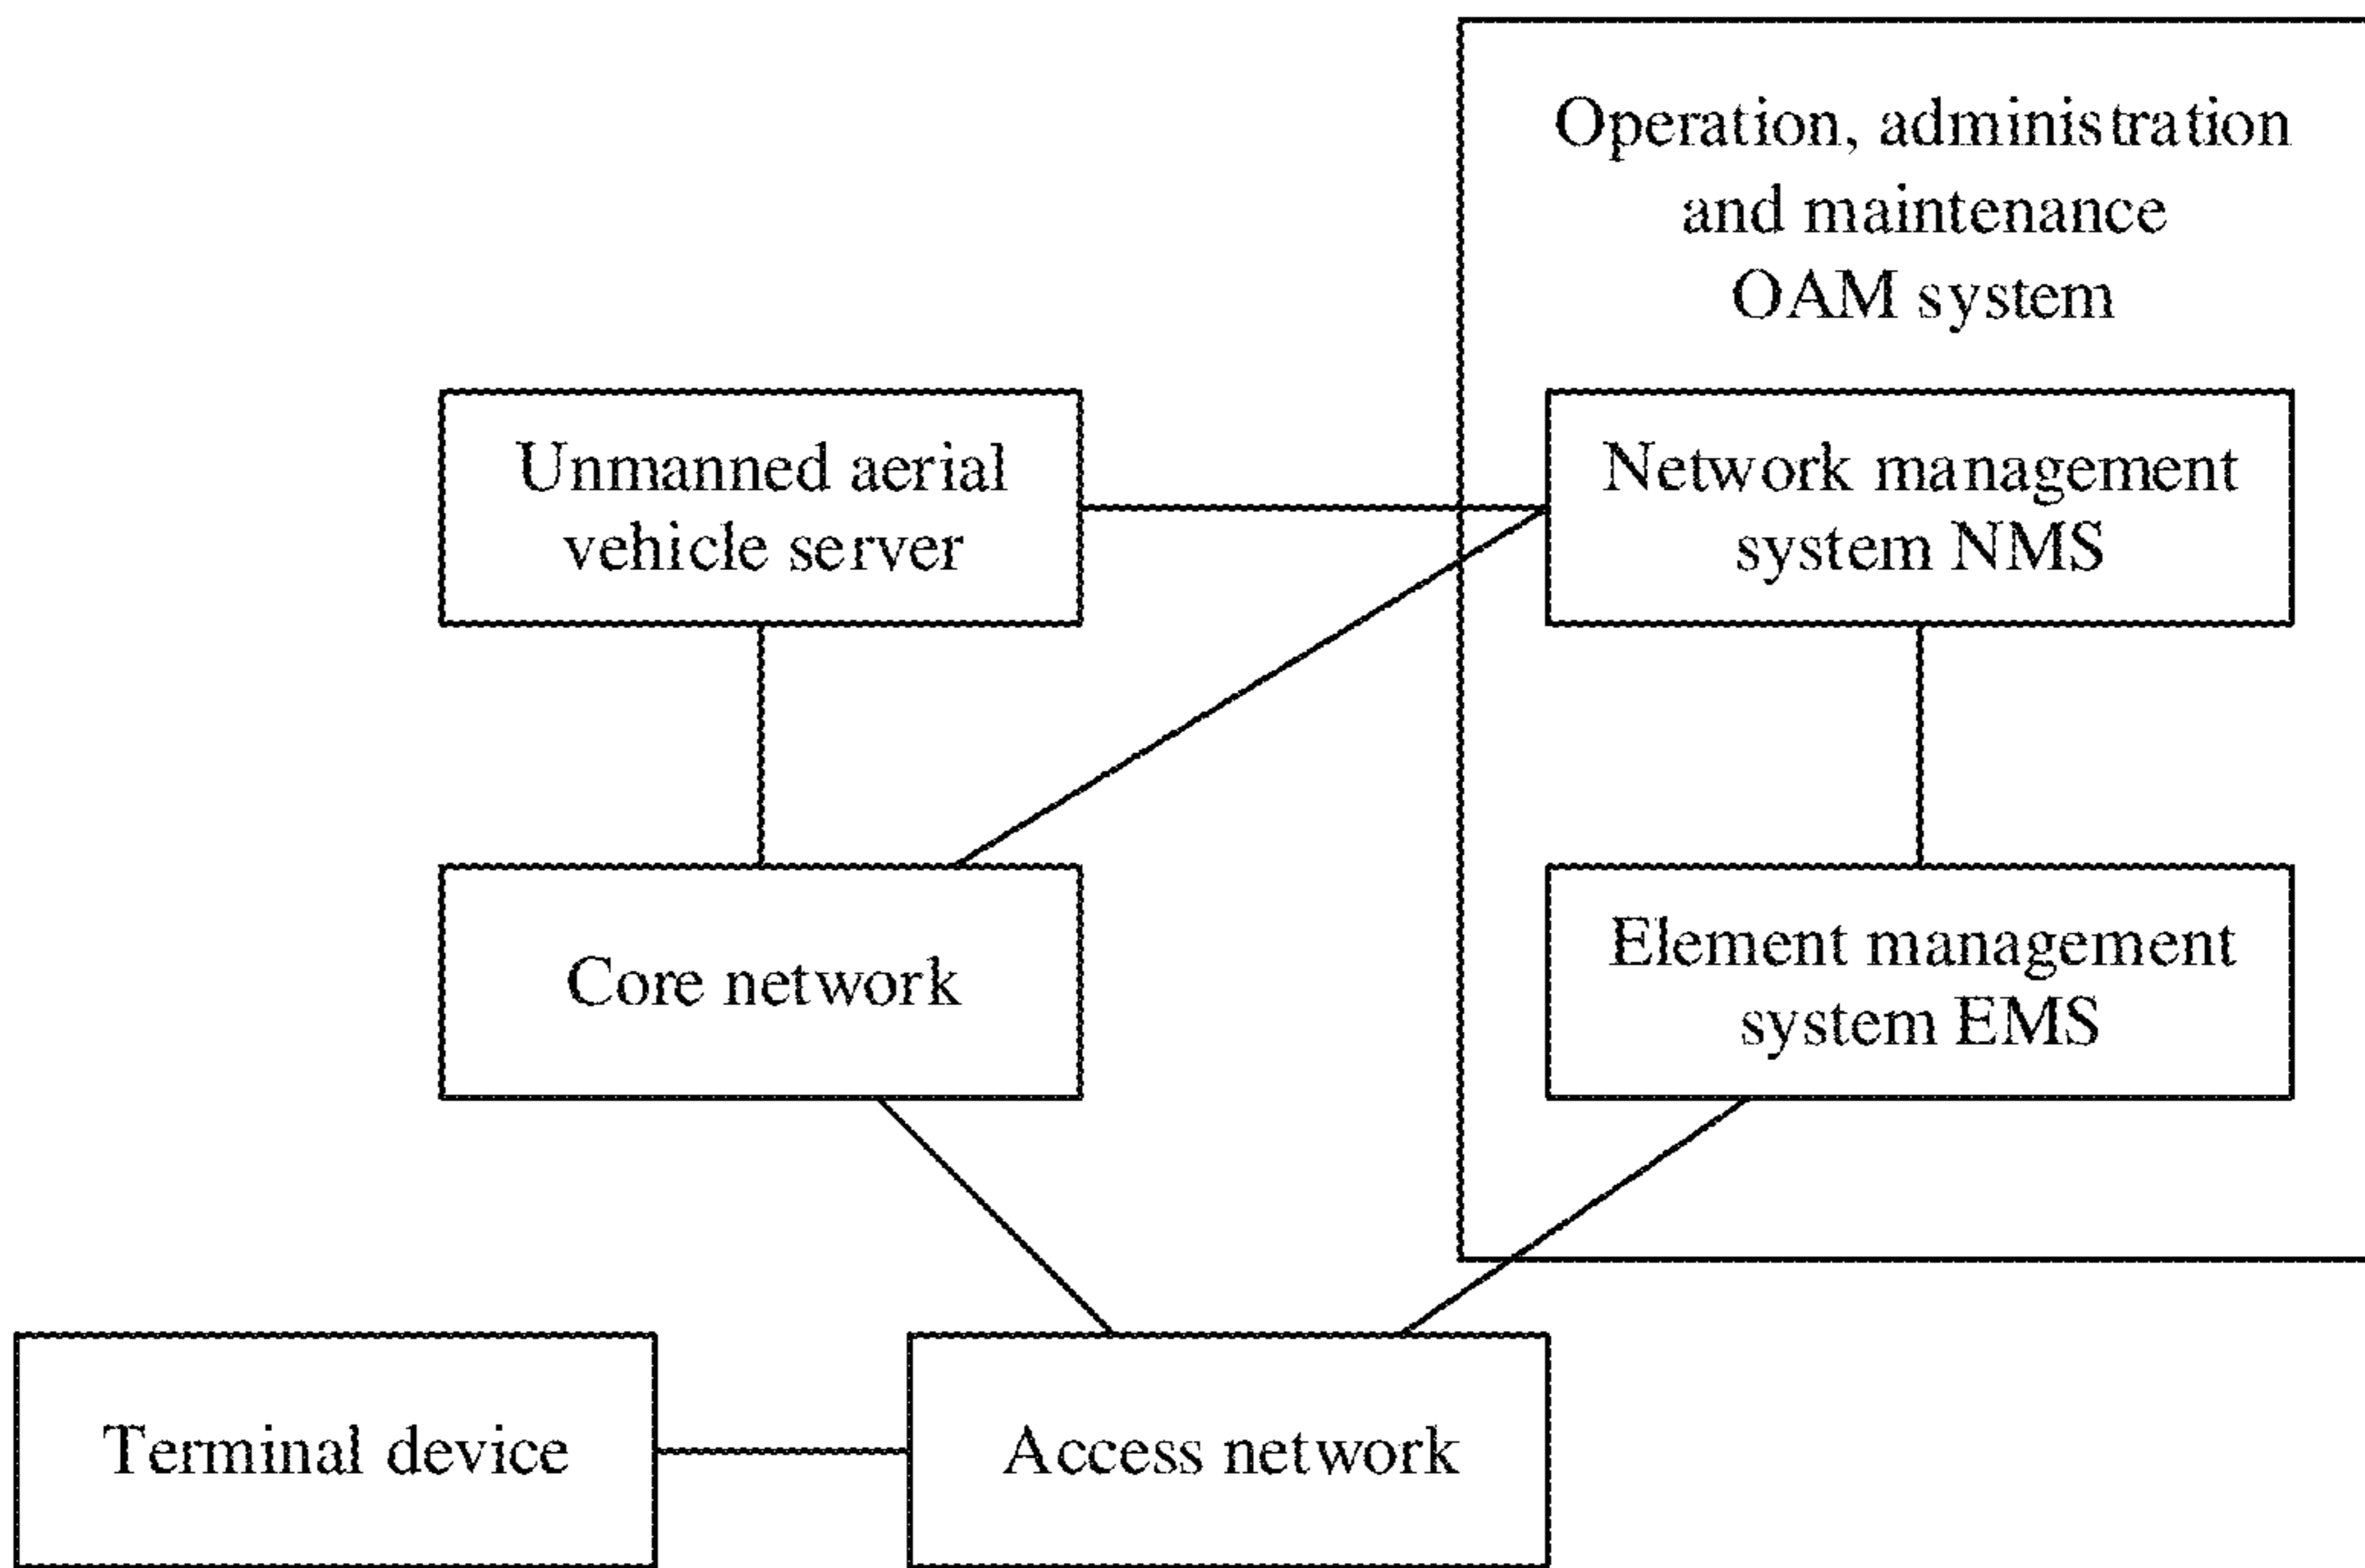 Operation, administration
and maintenance
OAM system
Unmanned aerial
vehicle server
Network management
system NMS
Core network
Element management
system EMS
Terminal device
Access network